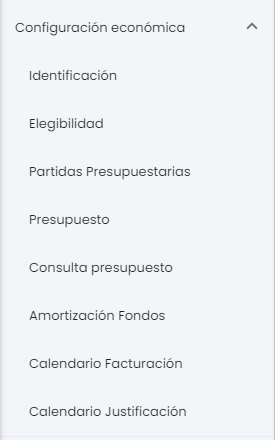 Configuración económica
Identificación
Elegibilidad
Partidas Presupuestarias
Presupuesto
Consulta presupuesto
Amortización Fondos
Calendario Facturación
Calendario Justificación